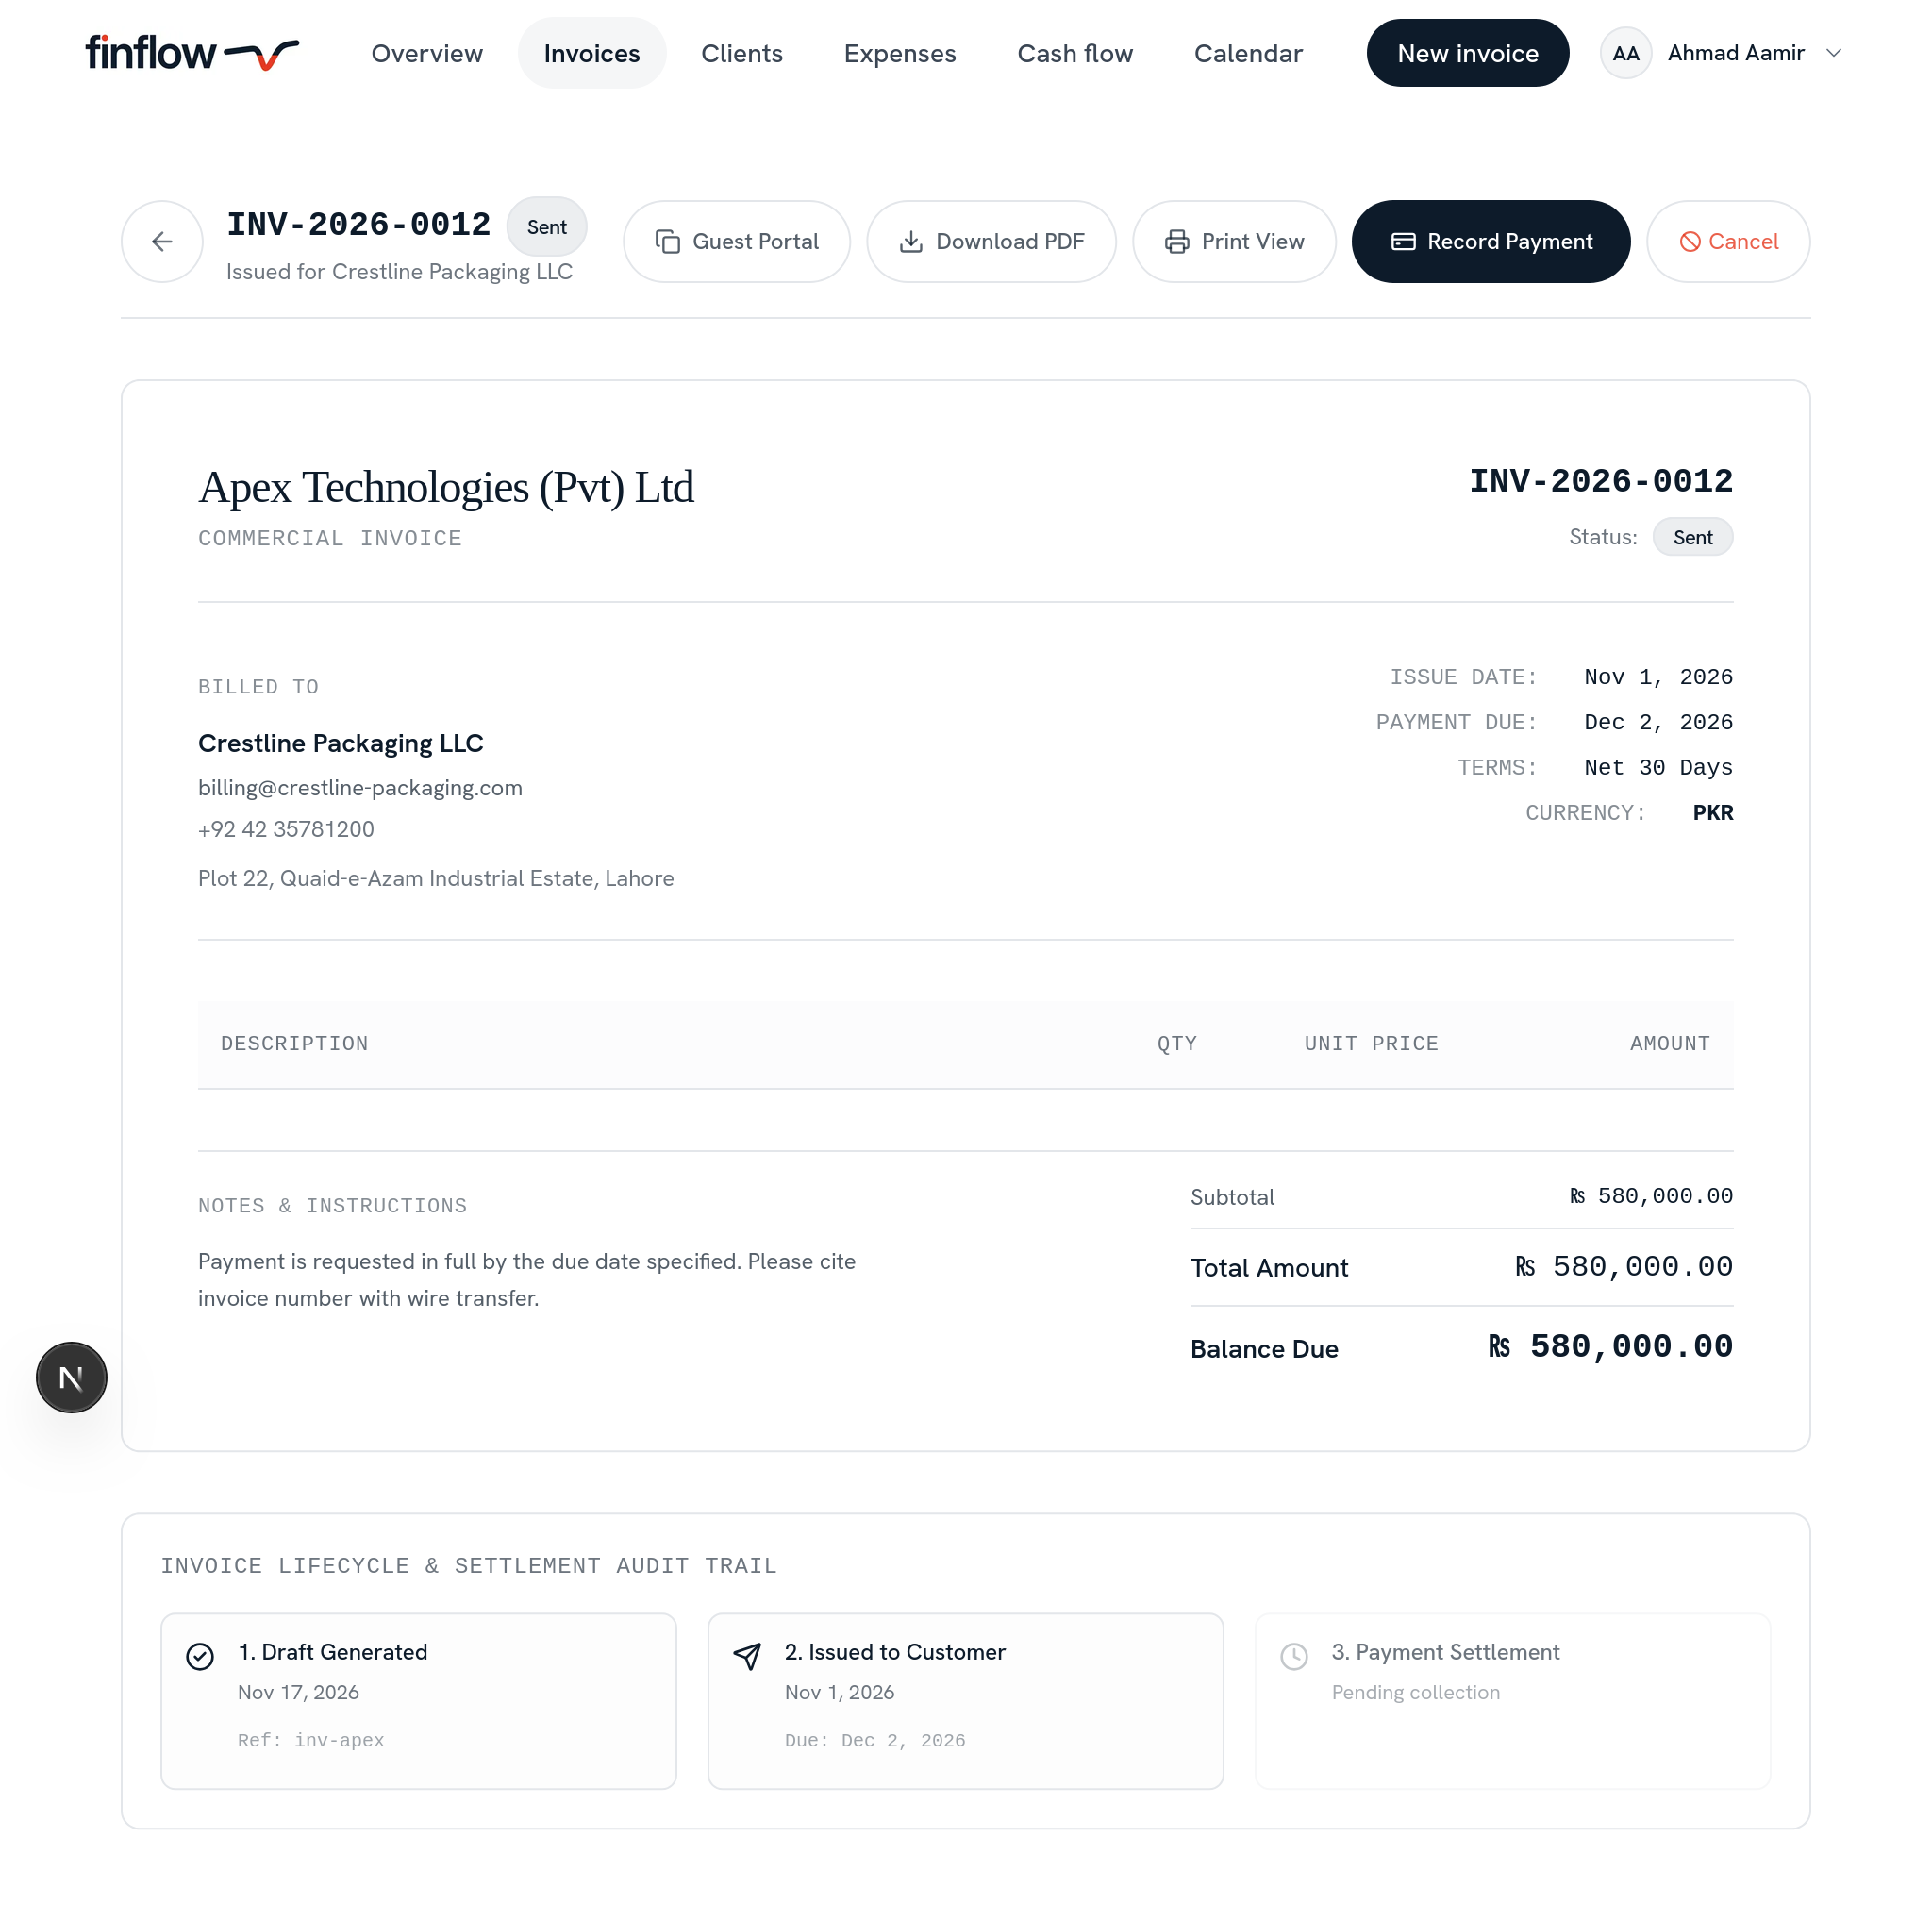 finflow
Overview
Invoices
Clients
Expenses
Cash flow
Calendar
New invoice
AA
Ahmad Aamir
INV-2026-0012
Sent
Issued for Crestline Packaging LLC
Guest Portal
Download PDF
Print View
Record Payment
Cancel
Apex Technologies (Pvt) Ltd
COMMERCIAL INVOICE
INV-2026-0012
Status: Sent
BILLED TO
Crestline Packaging LLC
billing@crestline-packaging.com
+92 42 35781200
Plot 22, Quaid-e-Azam Industrial Estate, Lahore
ISSUE DATE: Nov 1, 2026
PAYMENT DUE: Dec 2, 2026
TERMS: Net 30 Days
CURRENCY: PKR
DESCRIPTION QTY UNIT PRICE AMOUNT
NOTES & INSTRUCTIONS
Payment is requested in full by the due date specified. Please cite
invoice number with wire transfer.
Subtotal ₨ 580,000.00
Total Amount ₨ 580,000.00
Balance Due ₨ 580,000.00
N
INVOICE LIFECYCLE & SETTLEMENT AUDIT TRAIL
1. Draft Generated
Nov 17, 2026
Ref: inv-apex
2. Issued to Customer
Nov 1, 2026
Due: Dec 2, 2026
3. Payment Settlement
Pending collection